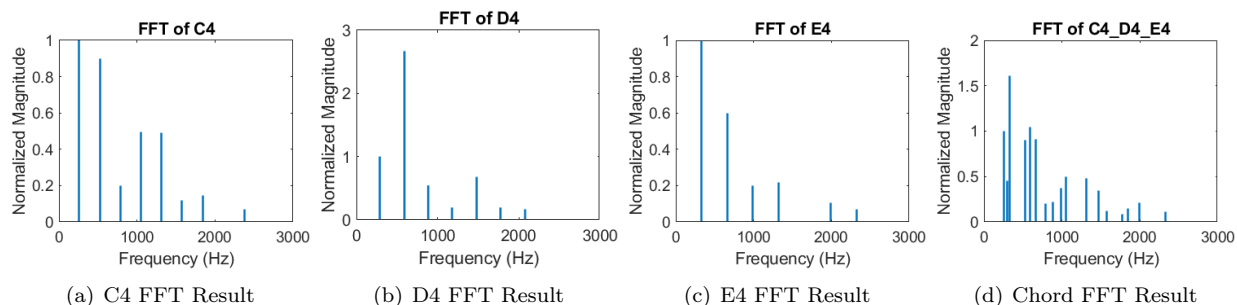 FFT of C4
Normalized Magnitude
1
0.8
0.6
0.4
0.2
0
0 1000 2000 3000
Frequency (Hz)
(a) C4 FFT Result
FFT of D4
Normalized Magnitude
3
2
1
0
0 1000 2000 3000
Frequency (Hz)
(b) D4 FFT Result
FFT of E4
Normalized Magnitude
1
0.8
0.6
0.4
0.2
0
0 1000 2000 3000
Frequency (Hz)
(c) E4 FFT Result
FFT of C4_D4_E4
Normalized Magnitude
2
1.5
1
0.5
0
0 1000 2000 3000
Frequency (Hz)
(d) Chord FFT Result